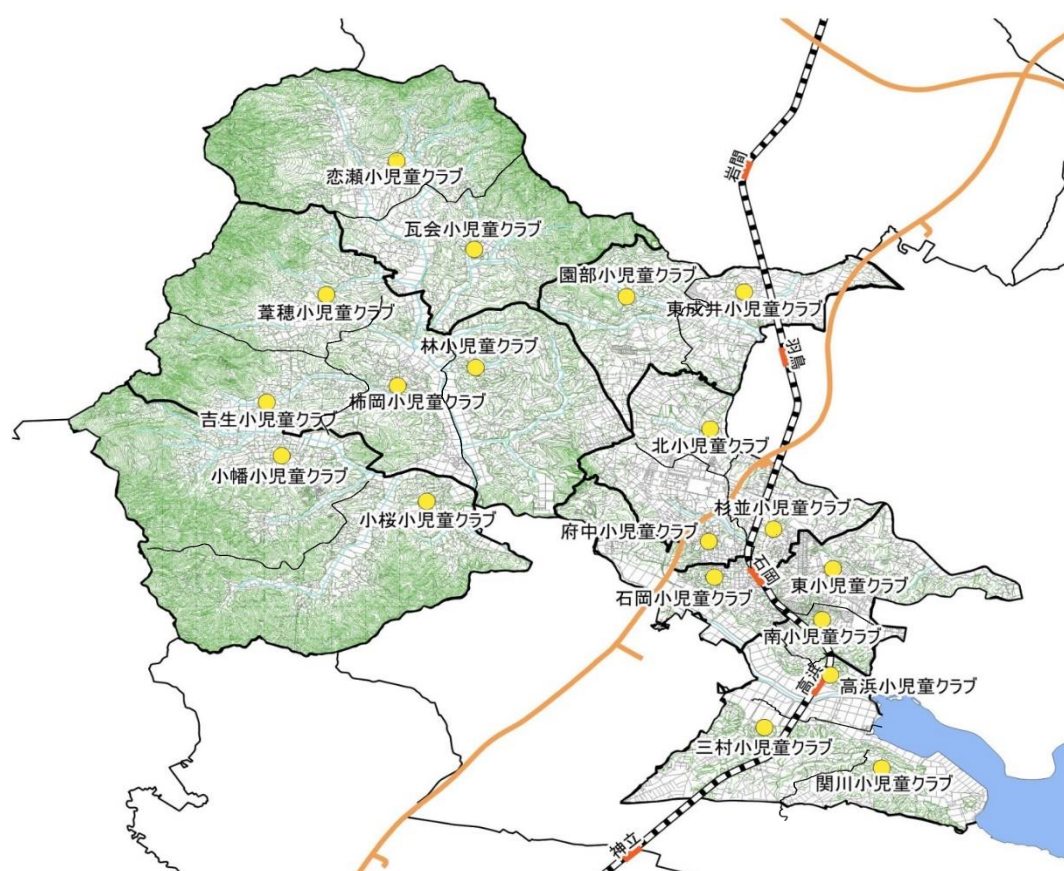 岩間
恋瀬小児童クラブ
瓦会小児童クラブ
園部小児童クラブ
葦穂小児童クラブ
東成井小児童クラブ
林小児童クラブ
羽鳥
柿岡小児童クラブ
吉生小児童クラブ
北小児童クラブ
小幡小児童クラブ
小桜小児童クラブ
杉並小児童クラブ
府中小児童クラブ
石岡
東小児童クラブ
石岡小児童クラブ
南小児童クラブ
高浜
高浜小児童クラブ
三村小児童クラブ
関川小児童クラブ
神立